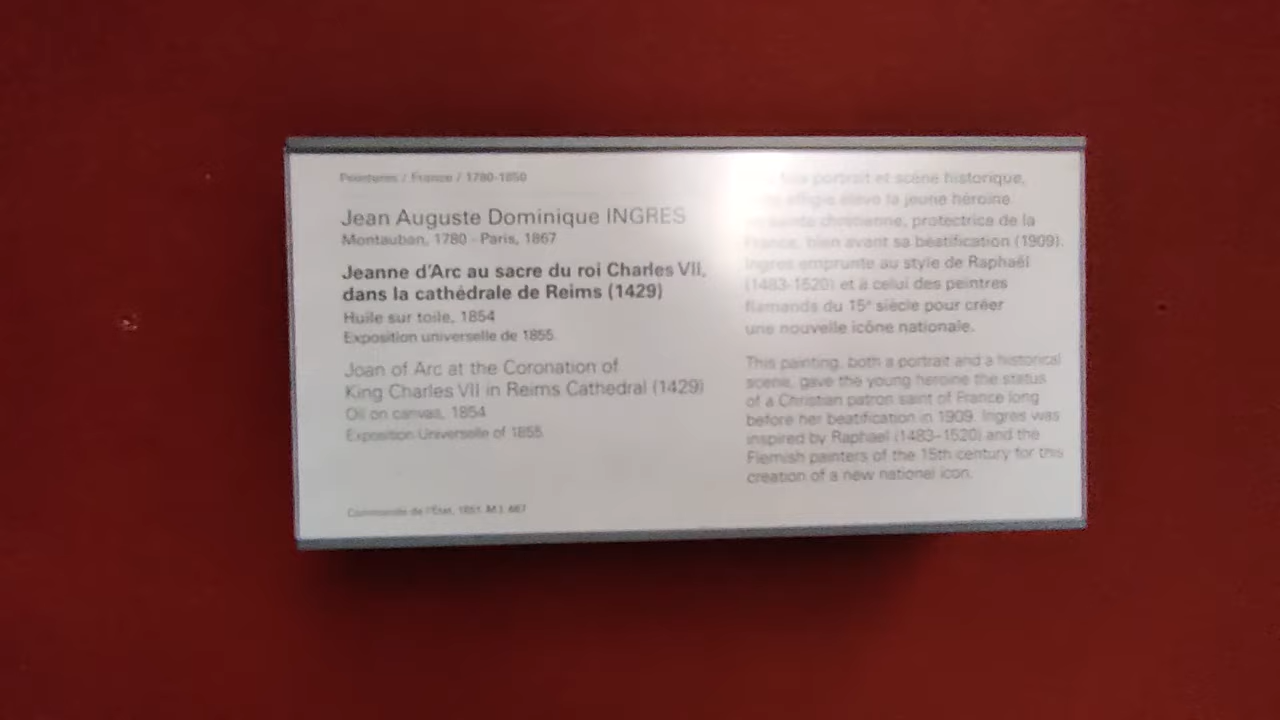 Peintures / France / 1780-1850
Jean Auguste Dominique INGRES
Montauban, 1780 - Paris, 1867
Jeanne d'Arc au sacre du roi Charles VII,
dans la cathédrale de Reims (1429)
Huile sur toile, 1854
Exposition universelle de 1855
Joan of Arc at the Coronation of
King Charles VII in Reims Cathedral (1429)
Oil on canvas, 1854
Exposition Universelle of 1855
Commande de l'État, M.I. 667
portrait et scène historique,
effigie élève la jeune héroïne
sainte chrétienne, protectrice de la
France, bien avant sa béatification (1909).
Ingres emprunte au style de Raphaël
(1483-1520) et à celui des peintres
flamands du 15e siècle pour créer
une nouvelle icône nationale.
This painting, both a portrait and a historical
scene, gave the young heroine the status
of a Christian patron saint of France long
before her beatification in 1909. Ingres was
inspired by Raphael (1483–1520) and the
Flemish painters of the 15th century for this
creation of a new national icon.